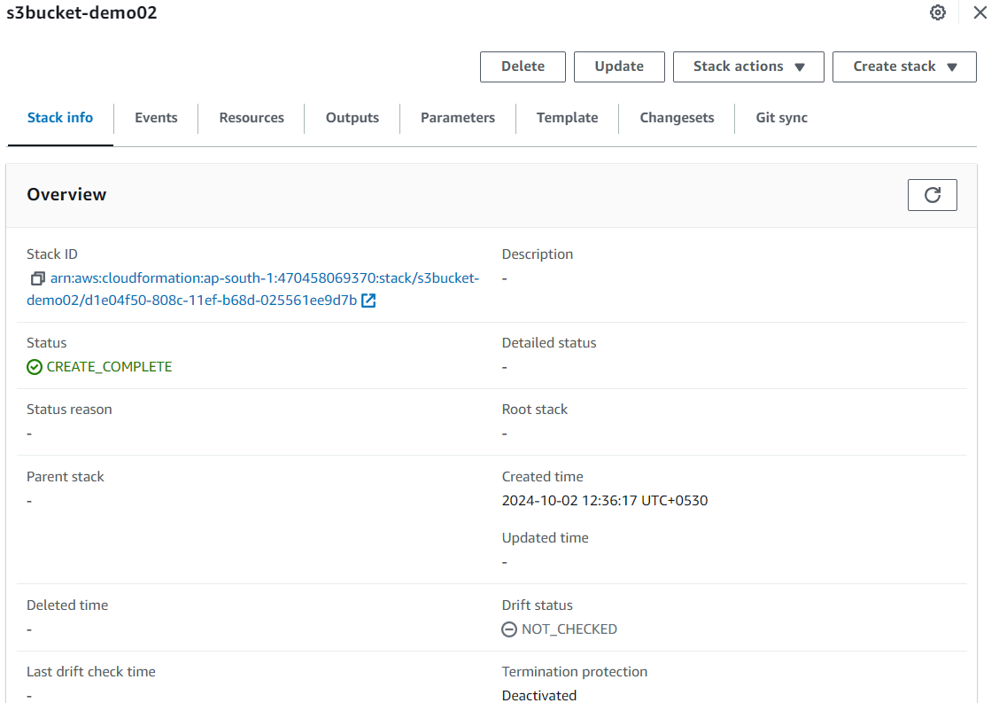 s3bucket-demo02
Delete
Update
Stack actions
Create stack
Stack info
Events
Resources
Outputs
Parameters
Template
Changesets
Git sync
Overview
Stack ID
arn:aws:cloudformation:ap-south-1:470458069370:stack/s3bucket-
demo02/d1e04f50-808c-11ef-b68d-025561ee9d7b
Description
-
Status
CREATE_COMPLETE
Detailed status
-
Status reason
-
Root stack
-
Parent stack
-
Created time
2024-10-02 12:36:17 UTC+0530
Updated time
-
Deleted time
-
Drift status
NOT_CHECKED
Last drift check time
-
Termination protection
Deactivated